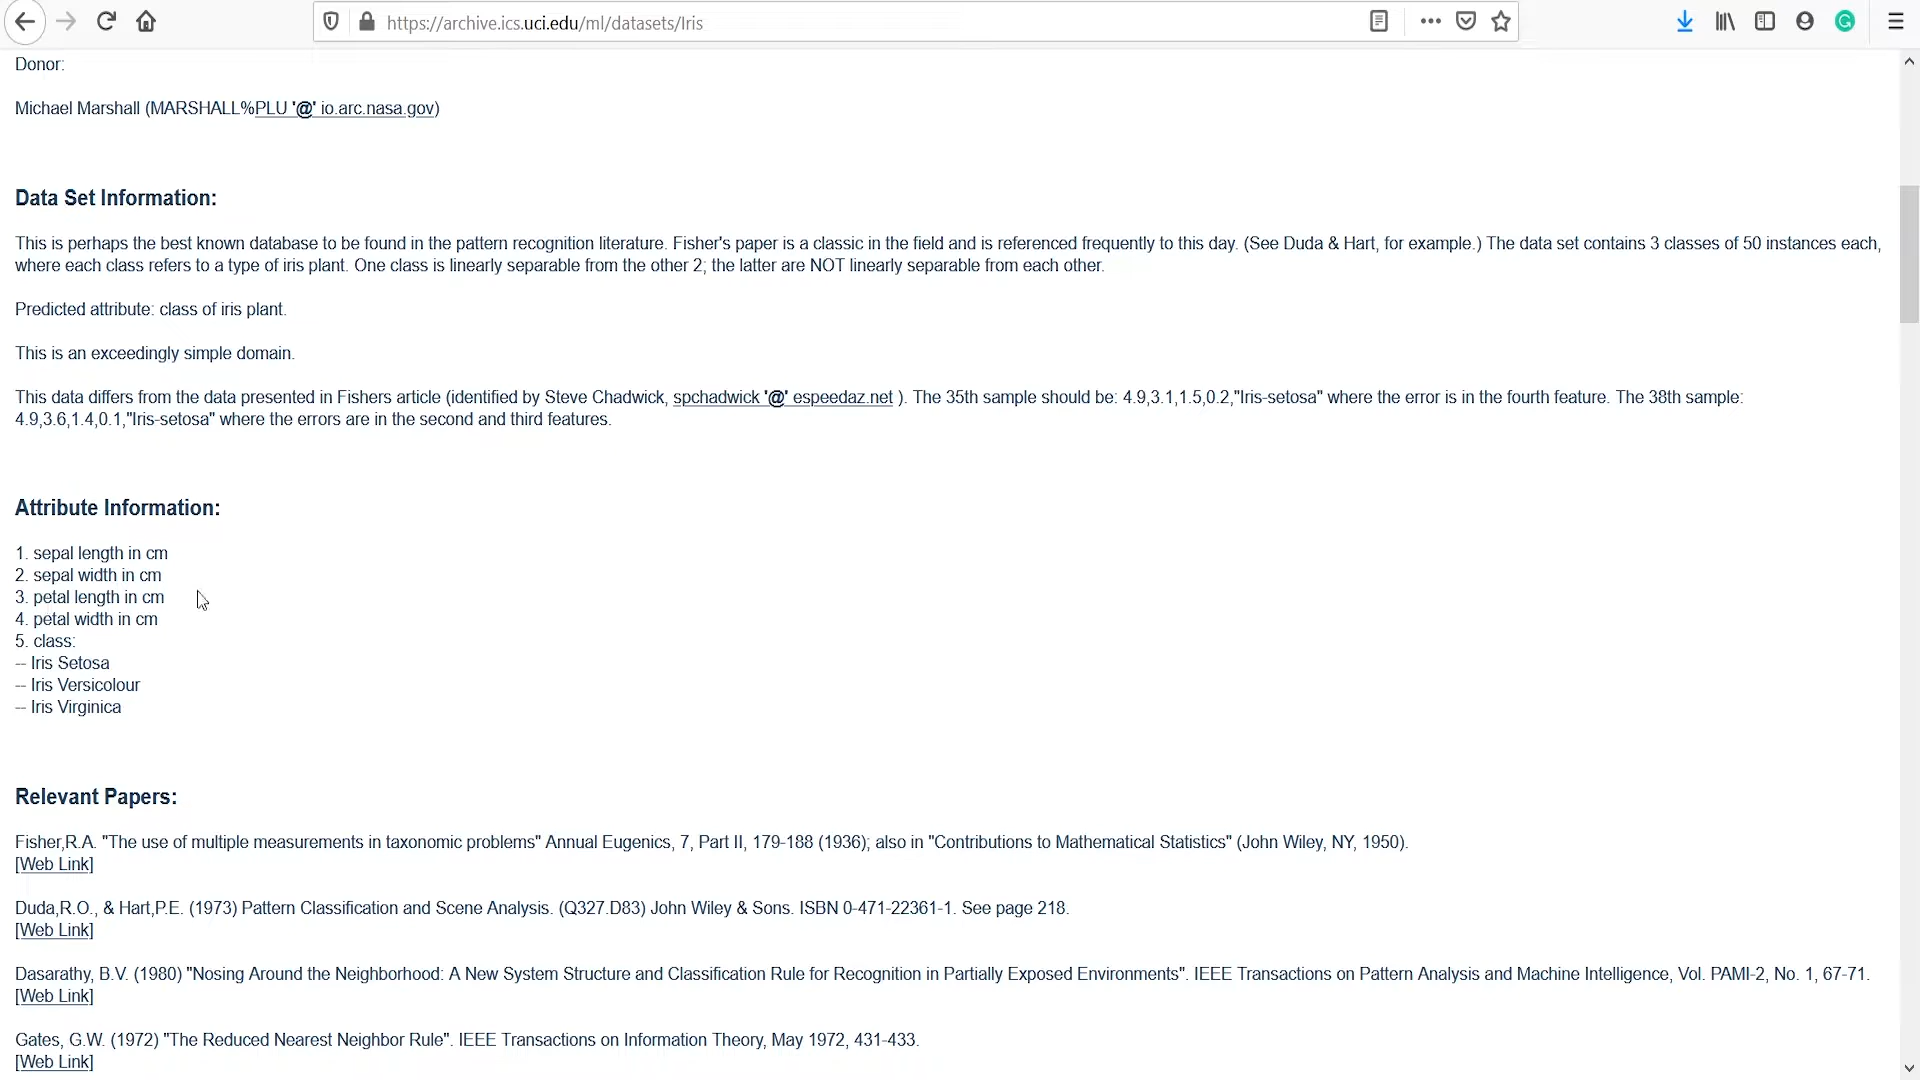 https://archive.ics.uci.edu/ml/datasets/Iris
Donor:
Michael Marshall (MARSHALL%PLU '@' io.arc.nasa.gov)
Data Set Information:
This is perhaps the best known database to be found in the pattern recognition literature. Fisher's paper is a classic in the field and is referenced frequently to this day. (See Duda & Hart, for example.) The data set contains 3 classes of 50 instances each,
where each class refers to a type of iris plant. One class is linearly separable from the other 2; the latter are NOT linearly separable from each other.
Predicted attribute: class of iris plant.
This is an exceedingly simple domain.
This data differs from the data presented in Fishers article (identified by Steve Chadwick, spchadwick '@' espeedaz.net ). The 35th sample should be: 4.9,3.1,1.5,0.2,"Iris-setosa" where the error is in the fourth feature. The 38th sample:
4.9,3.6,1.4,0.1,"Iris-setosa" where the errors are in the second and third features.
Attribute Information:
1. sepal length in cm
2. sepal width in cm
3. petal length in cm
4. petal width in cm
5. class:
-- Iris Setosa
-- Iris Versicolour
-- Iris Virginica
Relevant Papers:
Fisher,R.A. "The use of multiple measurements in taxonomic problems" Annual Eugenics, 7, Part II, 179-188 (1936); also in "Contributions to Mathematical Statistics" (John Wiley, NY, 1950).
[Web Link]
Duda,R.O., & Hart,P.E. (1973) Pattern Classification and Scene Analysis. (Q327.D83) John Wiley & Sons. ISBN 0-471-22361-1. See page 218.
[Web Link]
Dasarathy, B.V. (1980) "Nosing Around the Neighborhood: A New System Structure and Classification Rule for Recognition in Partially Exposed Environments". IEEE Transactions on Pattern Analysis and Machine Intelligence, Vol. PAMI-2, No. 1, 67-71.
[Web Link]
Gates, G.W. (1972) "The Reduced Nearest Neighbor Rule". IEEE Transactions on Information Theory, May 1972, 431-433.
[Web Link]